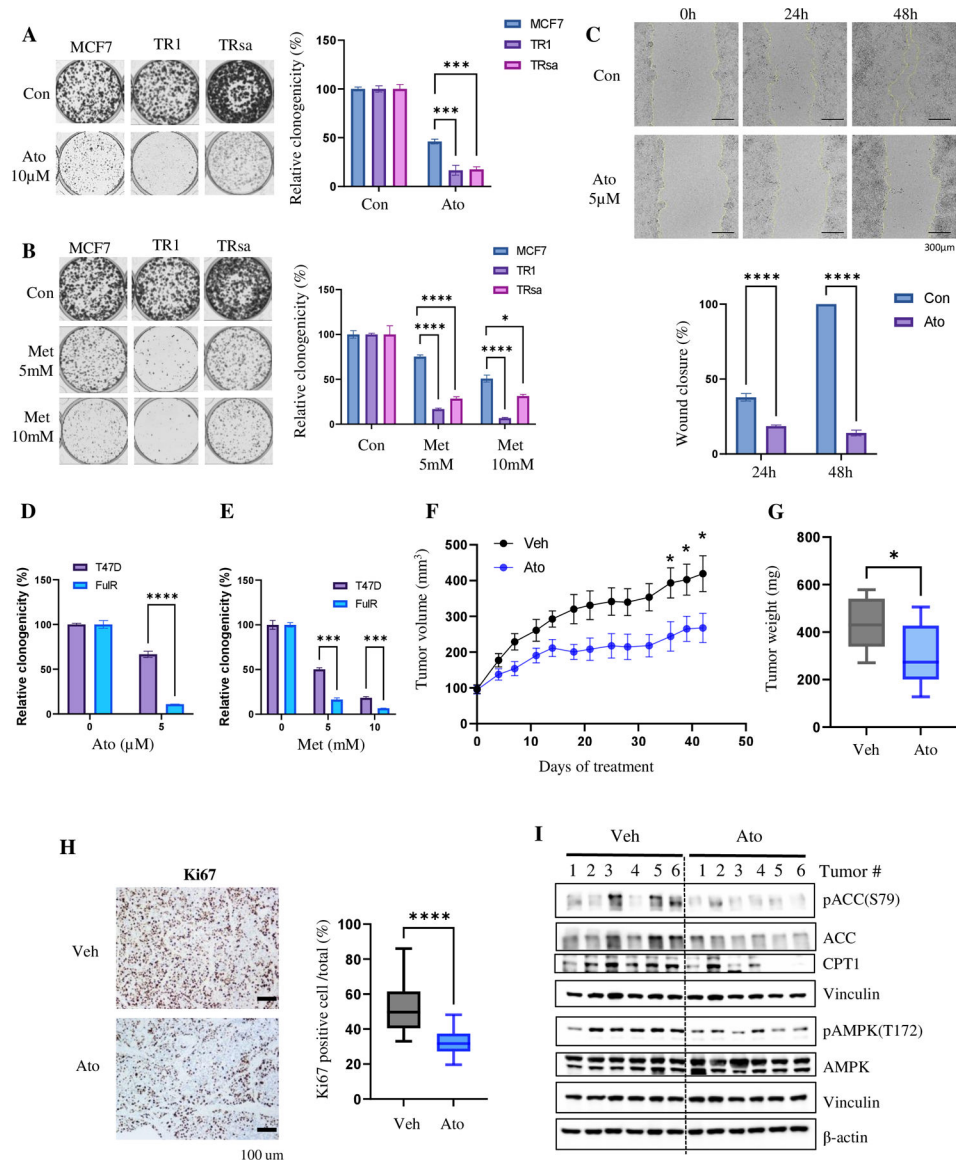 A
MCF7 TR1 TRsa
Con
Ato
10µM
Relative clonogenicity (%)
150
100
50
0
Con Ato
***
***
MCF7
TR1
TRsa
B
MCF7 TR1 TRsa
Con
Met
5mM
Met
10mM
Relative clonogenicity (%)
150
100
50
0
Con Met
5mM
Met
10mM
****
****
*
****
MCF7
TR1
TRsa
C
0h 24h 48h
Con
Ato
5µM
300µm
Wound closure (%)
100
50
0
24h 48h
**** ****
Con
Ato
D
T47D
FulR
Relative clonogenicity (%)
150
100
50
0
****
0 5
Ato (µM)
E
T47D
FulR
Relative clonogenicity (%)
150
100
50
0
*** ***
0 5 10
Met (mM)
F
Veh
Ato
Tumor volume (mm³)
500
400
300
200
100
0
* * *
0 10 20 30 40 50
Days of treatment
G
Tumor weight (mg)
800
600
400
200
0
*
Veh Ato
H
Ki67
Veh
Ato
100 um
Ki67 positive cell /total (%)
100
80
60
40
20
0
****
Veh Ato
I
Veh Ato
1 2 3 4 5 6 1 2 3 4 5 6 Tumor #
pACC(S79)
ACC
CPT1
Vinculin
pAMPK(T172)
AMPK
Vinculin
β-actin